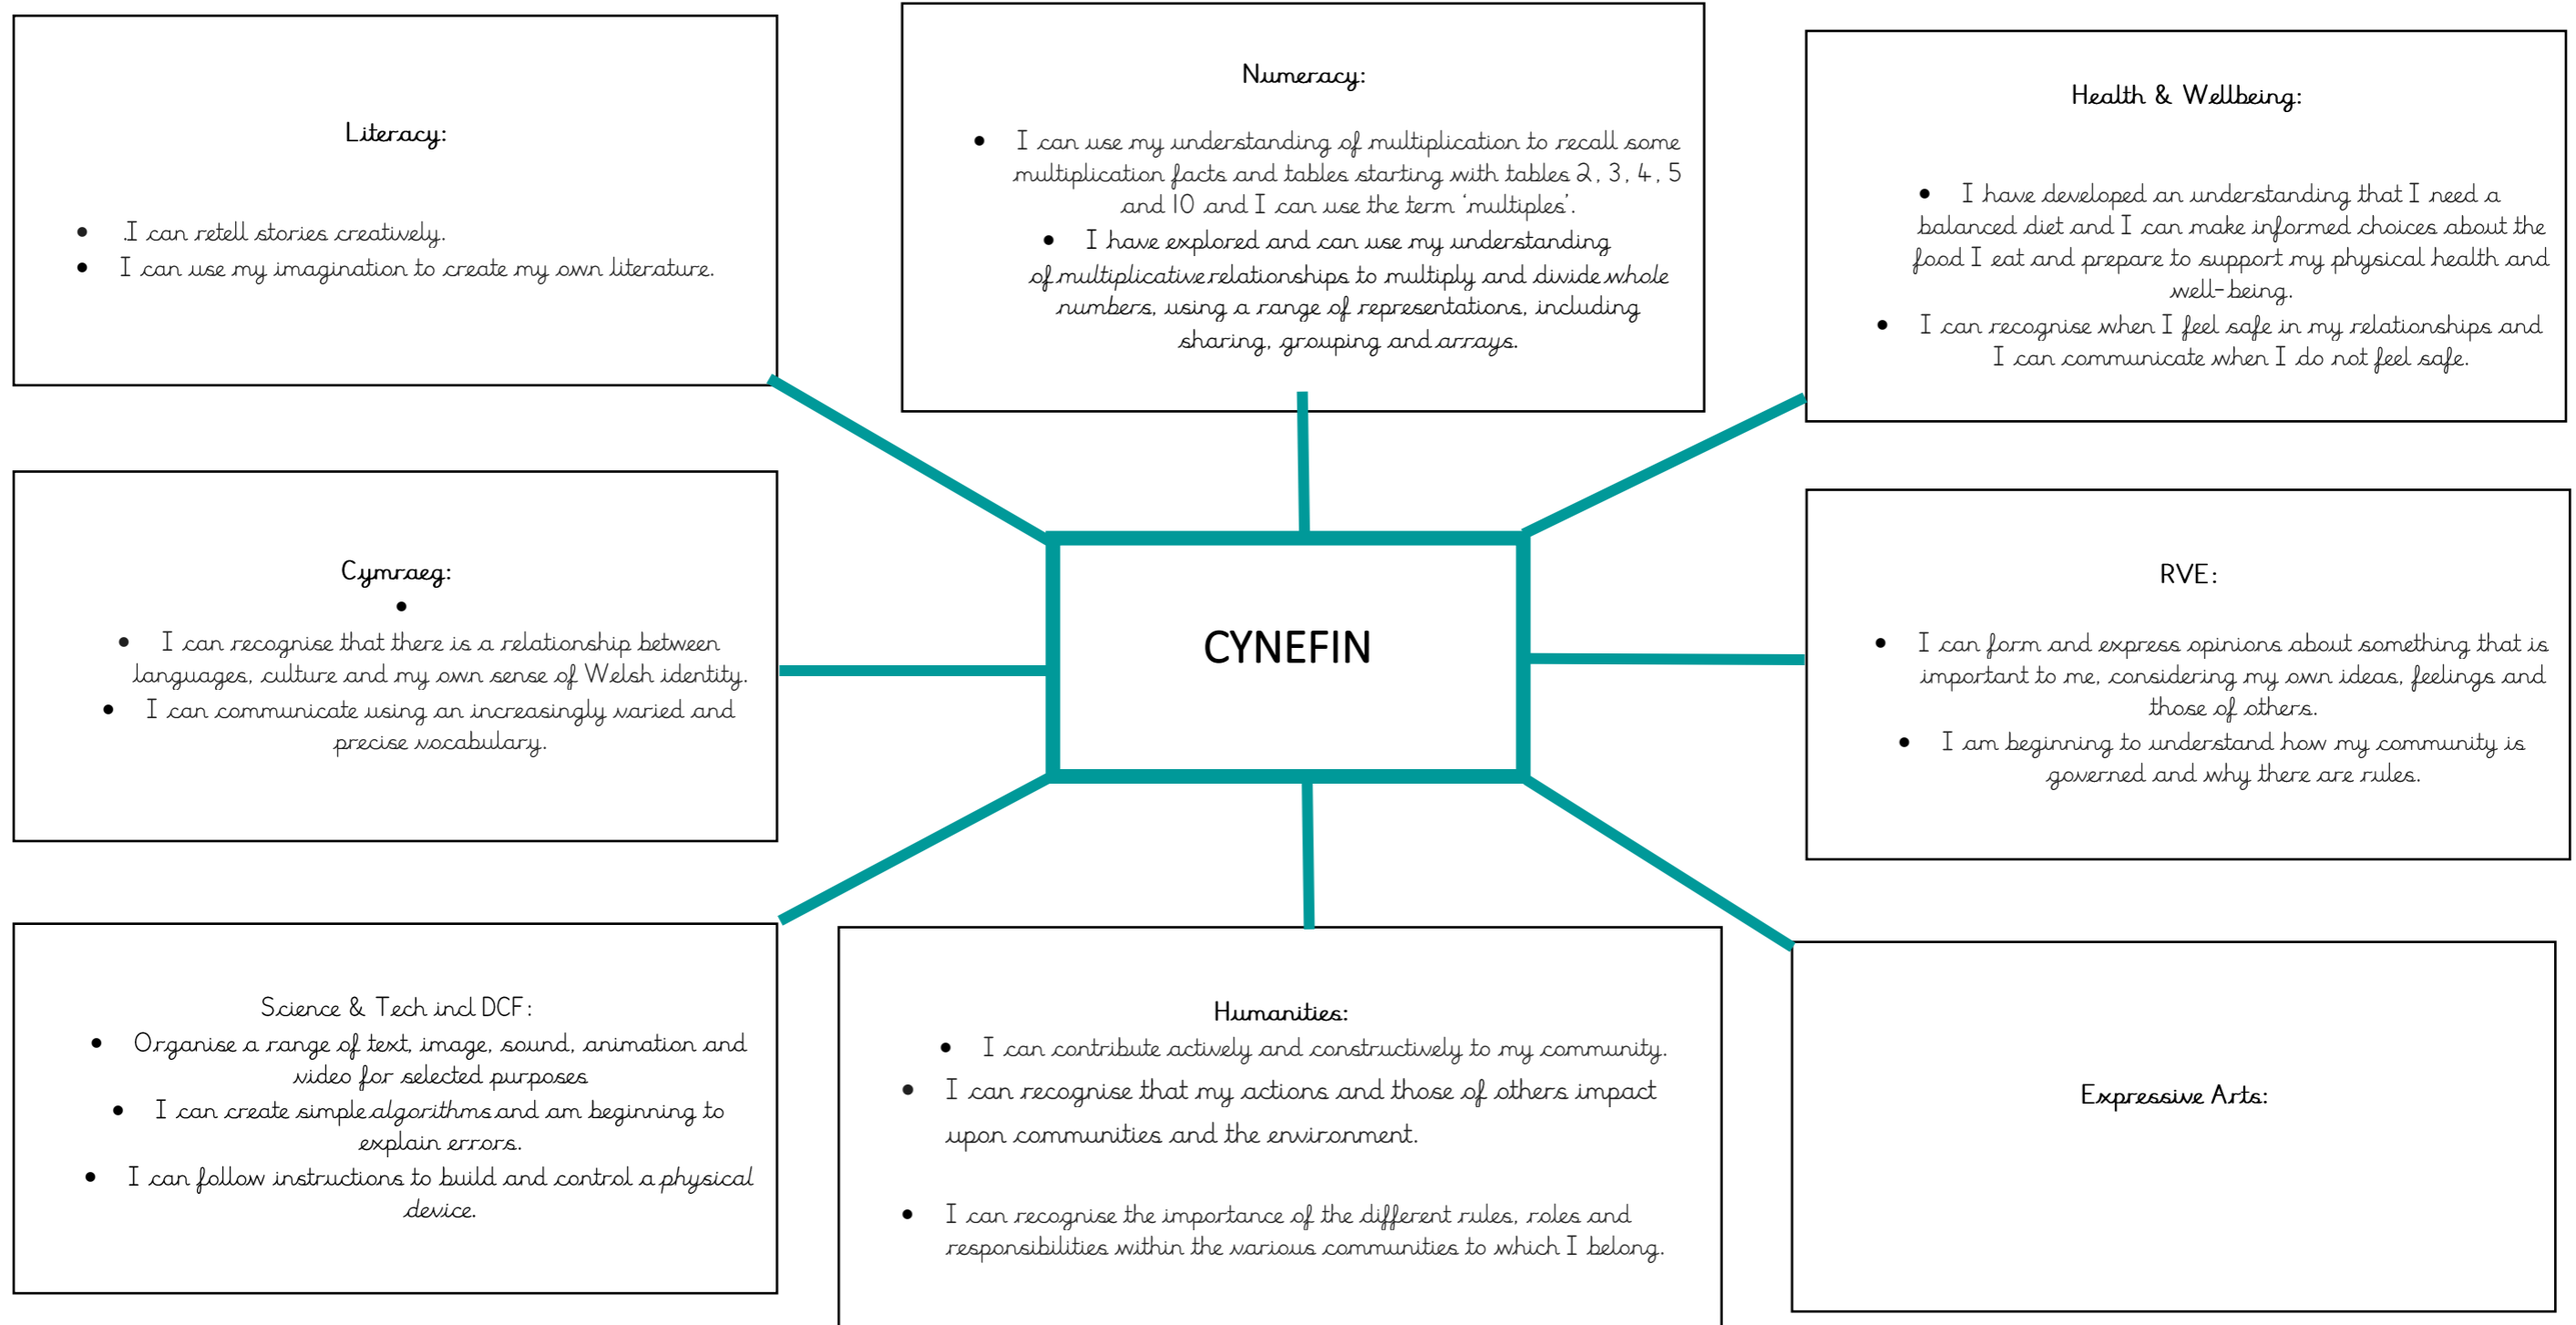 Literacy:
• .I can retell stories creatively.
• I can use my imagination to create my own literature.
Numeracy:
• I can use my understanding of multiplication to recall some
multiplication facts and tables starting with tables 2, 3, 4, 5
and 10 and I can use the term ‘multiples’.
• I have explored and can use my understanding
of multiplicative relationships to multiply and divide whole
numbers, using a range of representations, including
sharing, grouping and arrays.
Health & Wellbeing:
• I have developed an understanding that I need a
balanced diet and I can make informed choices about the
food I eat and prepare to support my physical health and
well-being.
• I can recognise when I feel safe in my relationships and
I can communicate when I do not feel safe.
Cymraeg:
•
• I can recognise that there is a relationship between
languages, culture and my own sense of Welsh identity.
• I can communicate using an increasingly varied and
precise vocabulary.
CYNEFIN
RVE:
• I can form and express opinions about something that is
important to me, considering my own ideas, feelings and
those of others.
• I am beginning to understand how my community is
governed and why there are rules.
Science & Tech incl DCF:
• Organise a range of text, image, sound, animation and
video for selected purposes
• I can create simple algorithms and am beginning to
explain errors.
• I can follow instructions to build and control a physical
device.
Humanities:
• I can contribute actively and constructively to my community.
• I can recognise that my actions and those of others impact
upon communities and the environment.
• I can recognise the importance of the different rules, roles and
responsibilities within the various communities to which I belong.
Expressive Arts: